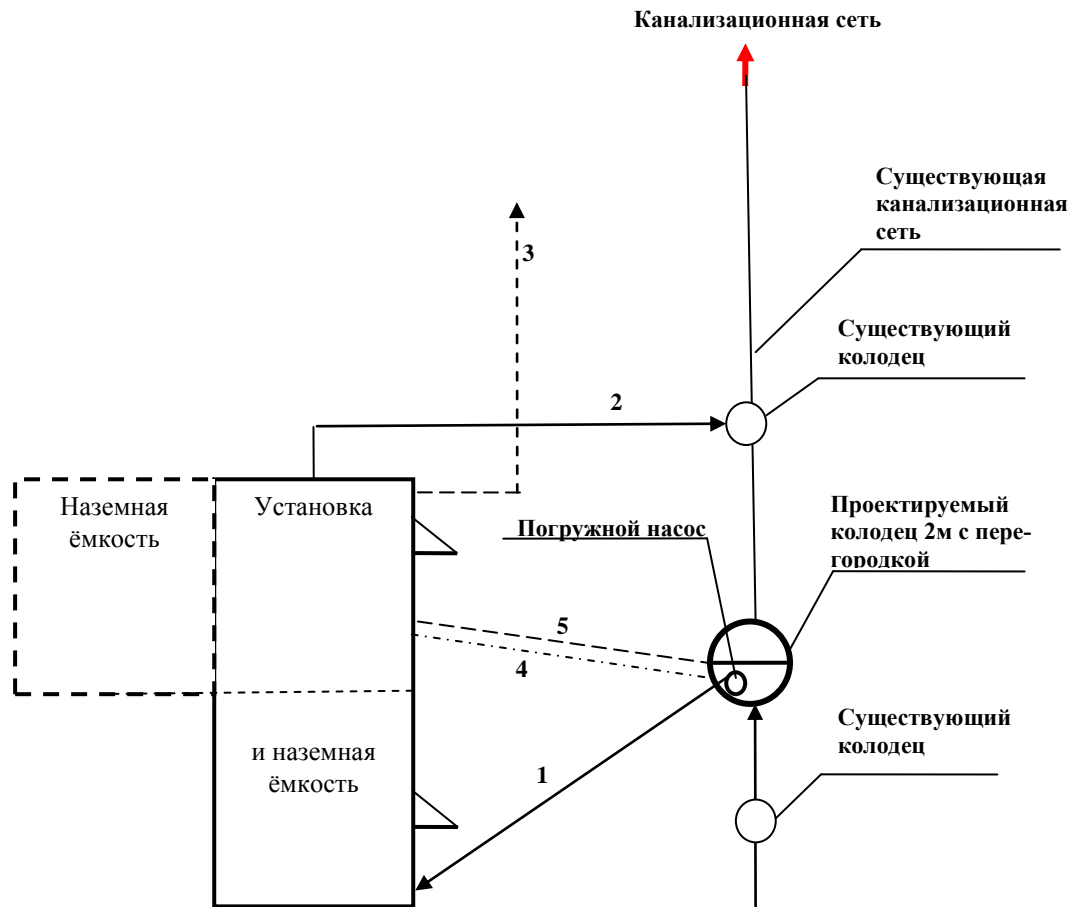 Канализационная сеть
Существующая
канализационная
сеть
3
Существующий
колодец
2
Наземная
ёмкость
Установка
Погружной насос
Проектируемый
колодец 2м с пере-
городкой
5
4
и наземная
ёмкость
1
Существующий
колодец